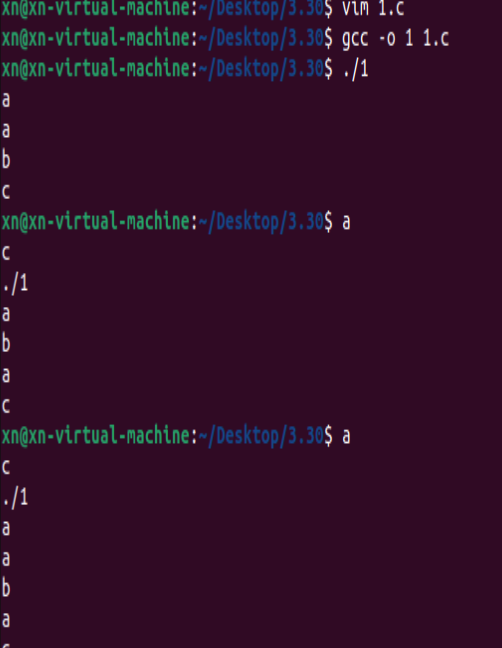 xn@xn-virtual-machine:~/Desktop/3.30$ vim 1.c
xn@xn-virtual-machine:~/Desktop/3.30$ gcc -o 1 1.c
xn@xn-virtual-machine:~/Desktop/3.30$ ./1
a
a
b
c
xn@xn-virtual-machine:~/Desktop/3.30$ a
c
./1
a
b
a
c
xn@xn-virtual-machine:~/Desktop/3.30$ a
c
./1
a
a
b
a